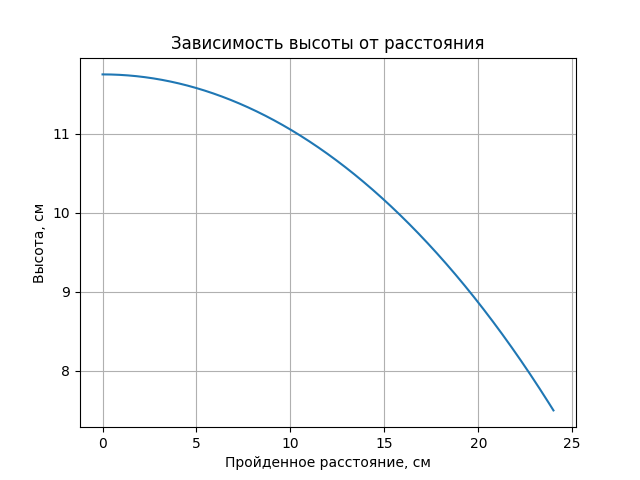 Зависимость высоты от расстояния
Высота, см
11
10
9
8
0 5 10 15 20 25
Пройденное расстояние, см